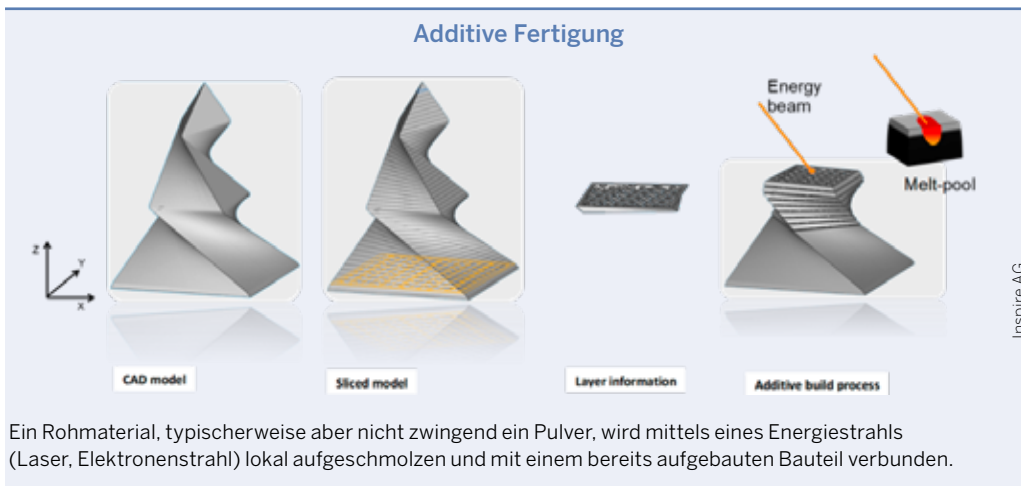 Additive Fertigung
Energy
beam
Melt-pool
Z
Y
X
Inspire AG
CAD model
Sliced model
Layer information
Additive build process
Ein Rohmaterial, typischerweise aber nicht zwingend ein Pulver, wird mittels eines Energiestrahls
(Laser, Elektronenstrahl) lokal aufgeschmolzen und mit einem bereits aufgebauten Bauteil verbunden.